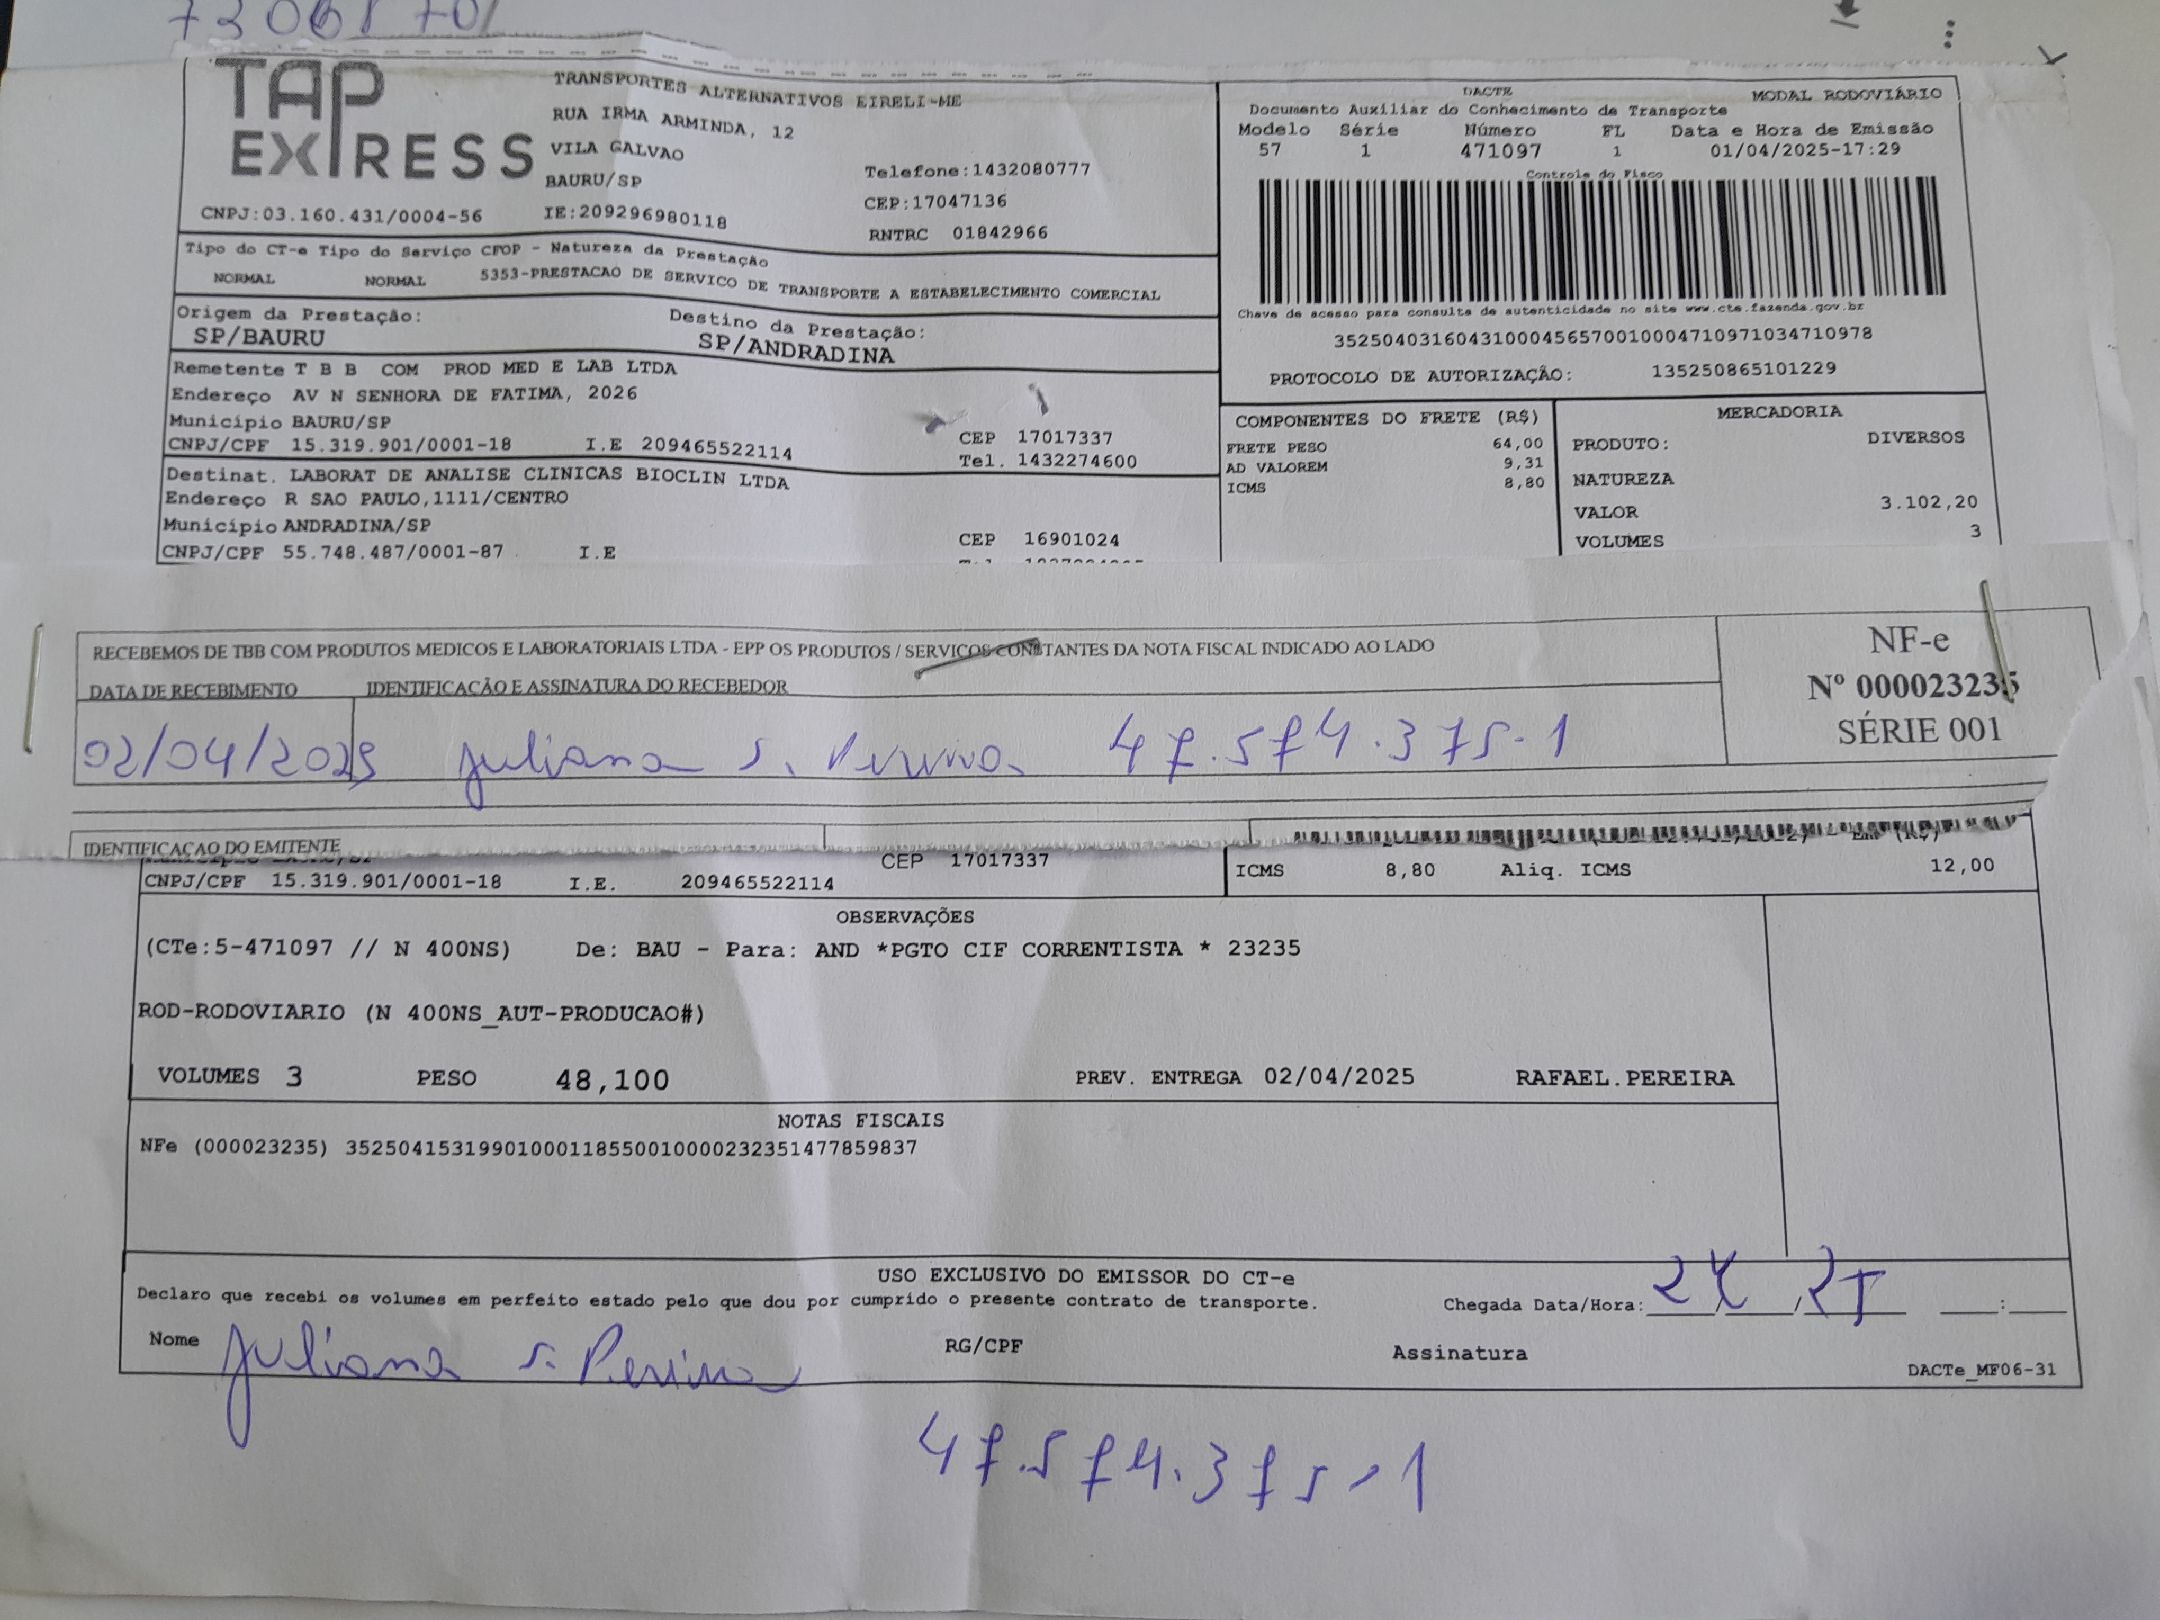 7306870/
TAP
EXPRESS
TRANSPORTES ALTERNATIVOS EIRELI-ME
RUA IRMA ARMINDA, 12
VILA GALVAO
BAURU/SP
Telefone:1432080777
CEP:17047136
CNPJ:03.160.431/0004-56 IE:209296980118
RNTRC 01842966
DACTE MODAL RODOVIÁRIO
Documento Auxiliar do Conhecimento de Transporte
Modelo Série Número FL Data e Hora de Emissão
57 1 471097 1 01/04/2025-17:29
Controle do Fisco
Chave de acesso para consulta de autenticidade no site www.cte.fazenda.gov.br
35250403160431000456570010004710971034710978
PROTOCOLO DE AUTORIZAÇÃO: 135250865101229
Tipo do CT-e Tipo do Serviço CFOP - Natureza da Prestação
NORMAL NORMAL 5353-PRESTACAO DE SERVICO DE TRANSPORTE A ESTABELECIMENTO COMERCIAL
Origem da Prestação: Destino da Prestação:
SP/BAURU SP/ANDRADINA
Remetente T B B COM PROD MED E LAB LTDA
Endereço AV N SENHORA DE FATIMA, 2026
Município BAURU/SP CEP 17017337
CNPJ/CPF 15.319.901/0001-18 I.E 209465522114 Tel. 1432274600
Destinat. LABORAT DE ANALISE CLINICAS BIOCLIN LTDA
Endereço R SAO PAULO,1111/CENTRO
Município ANDRADINA/SP CEP 16901024
CNPJ/CPF 55.748.487/0001-87 I.E
COMPONENTES DO FRETE (R$)
FRETE PESO 64,00
AD VALOREM 9,31
ICMS 8,80
MERCADORIA
PRODUTO: DIVERSOS
NATUREZA
VALOR 3.102,20
VOLUMES 3
RECEBEMOS DE TBB COM PRODUTOS MEDICOS E LABORATORIAIS LTDA - EPP OS PRODUTOS / SERVIÇOS CONSTANTES DA NOTA FISCAL INDICADO AO LADO
DATA DE RECEBIMENTO IDENTIFICAÇÃO E ASSINATURA DO RECEBEDOR
02/04/2025 Juliana S. Pereira 47.574.375-1
NF-e
Nº 000023235
SÉRIE 001
IDENTIFICAÇAO DO EMITENTE
CEP 17017337
CNPJ/CPF 15.319.901/0001-18 I.E. 209465522114
ICMS 8,80 Aliq. ICMS 12,00
OBSERVAÇÕES
(CTe:5-471097 // N 400NS) De: BAU - Para: AND *PGTO CIF CORRENTISTA * 23235
ROD-RODOVIARIO (N 400NS_AUT-PRODUCAO#)
VOLUMES 3 PESO 48,100 PREV. ENTREGA 02/04/2025 RAFAEL.PEREIRA
NOTAS FISCAIS
NFe (000023235) 35250415319901000118550010000232351477859837
USO EXCLUSIVO DO EMISSOR DO CT-e
Declaro que recebi os volumes em perfeito estado pelo que dou por cumprido o presente contrato de transporte. Chegada Data/Hora: ____/____/______ ___:___
Nome Juliana S. Pereira RG/CPF Assinatura
DACTe_MF06-31
47.574.375-1